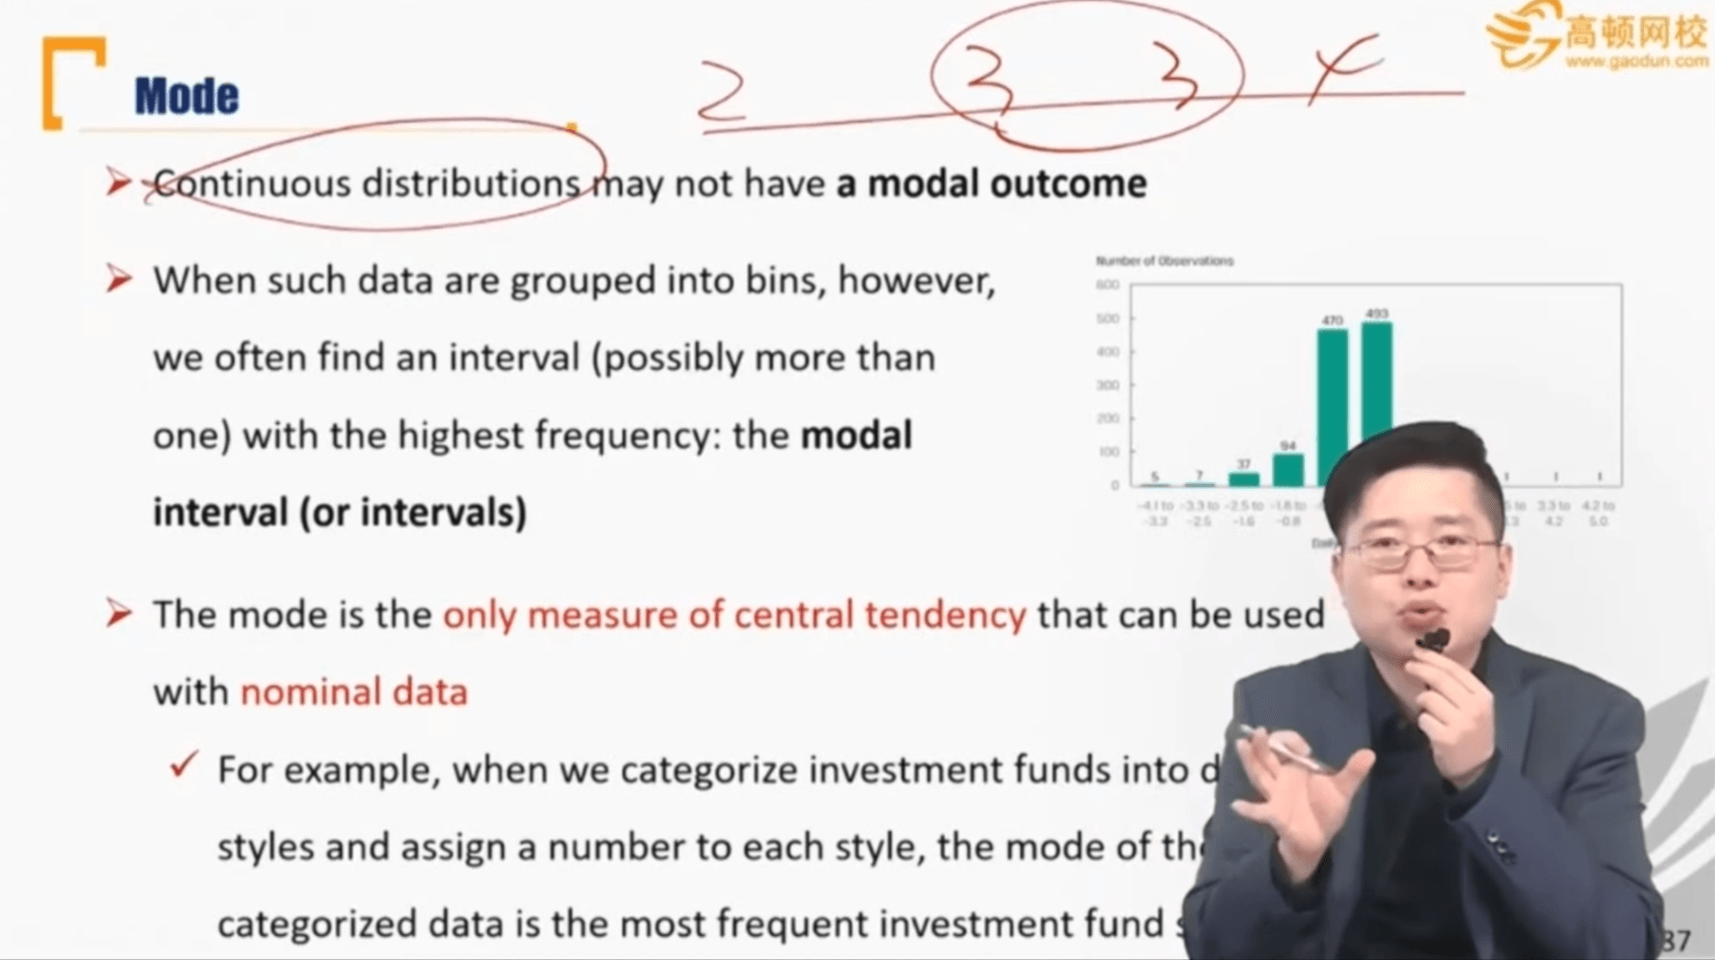 2 3 3 4
高顿网校
www.gaodun.com
Mode
Continuous distributions may not have a modal outcome
When such data are grouped into bins, however,
we often find an interval (possibly more than
one) with the highest frequency: the modal
interval (or intervals)
Number of Observations
600
500
400
300
200
100
0
5 7 37 94 470 493 1 1 1
-4.1 to -3.3 to -2.5 to -1.6 to to 3.3 to 4.2 to
-3.3 -2.5 -1.6 -0.8 4.2 5.0
The mode is the only measure of central tendency that can be used
with nominal data
For example, when we categorize investment funds into
styles and assign a number to each style, the mode of
categorized data is the most frequent investment fund
37